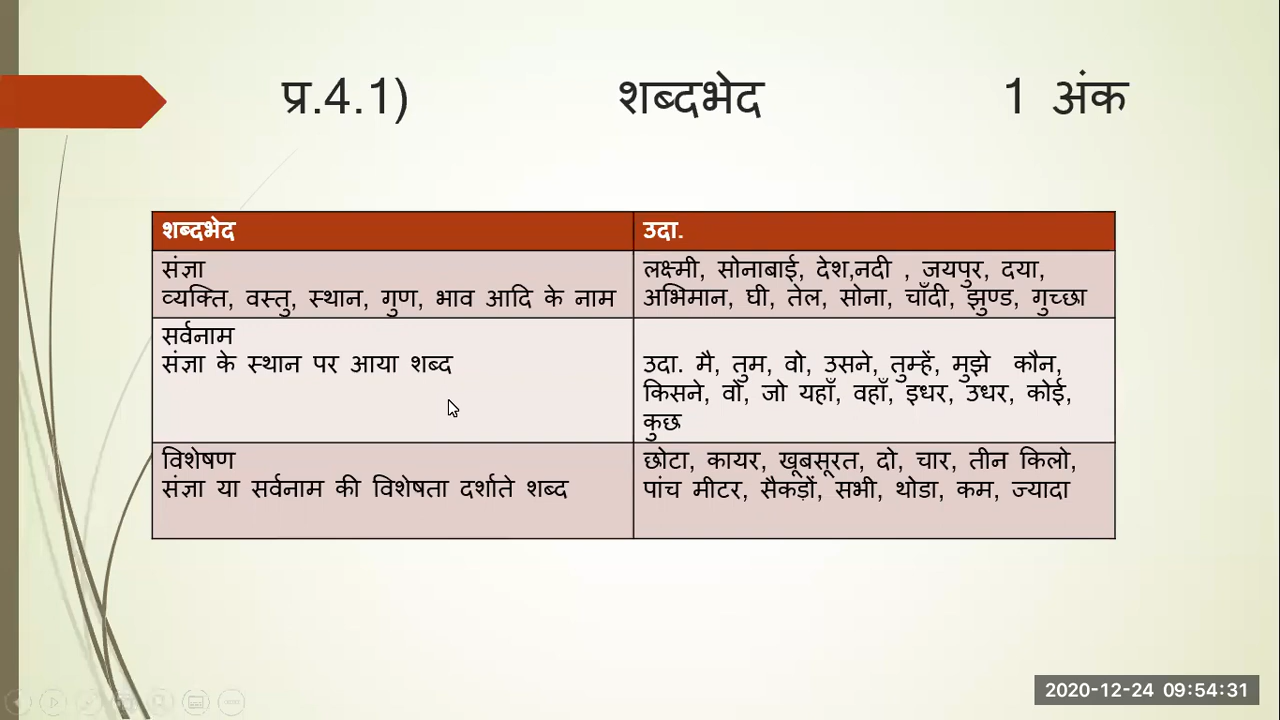 प्र.4.1) शब्दभेद 1 अंक
शब्दभेद
उदा.
संज्ञा
व्यक्ति, वस्तु, स्थान, गुण, भाव आदि के नाम
लक्ष्मी, सोनाबाई, देश,नदी , जयपुर, दया,
अभिमान, घी, तेल, सोना, चाँदी, झुण्ड, गुच्छा
सर्वनाम
संज्ञा के स्थान पर आया शब्द
उदा. मै, तुम, वो, उसने, तुम्हें, मुझे कौन,
किसने, वो, जो यहाँ, वहाँ, इधर, उधर, कोई,
कुछ
विशेषण
संज्ञा या सर्वनाम की विशेषता दर्शाते शब्द
छोटा, कायर, खूबसूरत, दो, चार, तीन किलो,
पांच मीटर, सैकड़ों, सभी, थोडा, कम, ज्यादा
2020-12-24 09:54:31